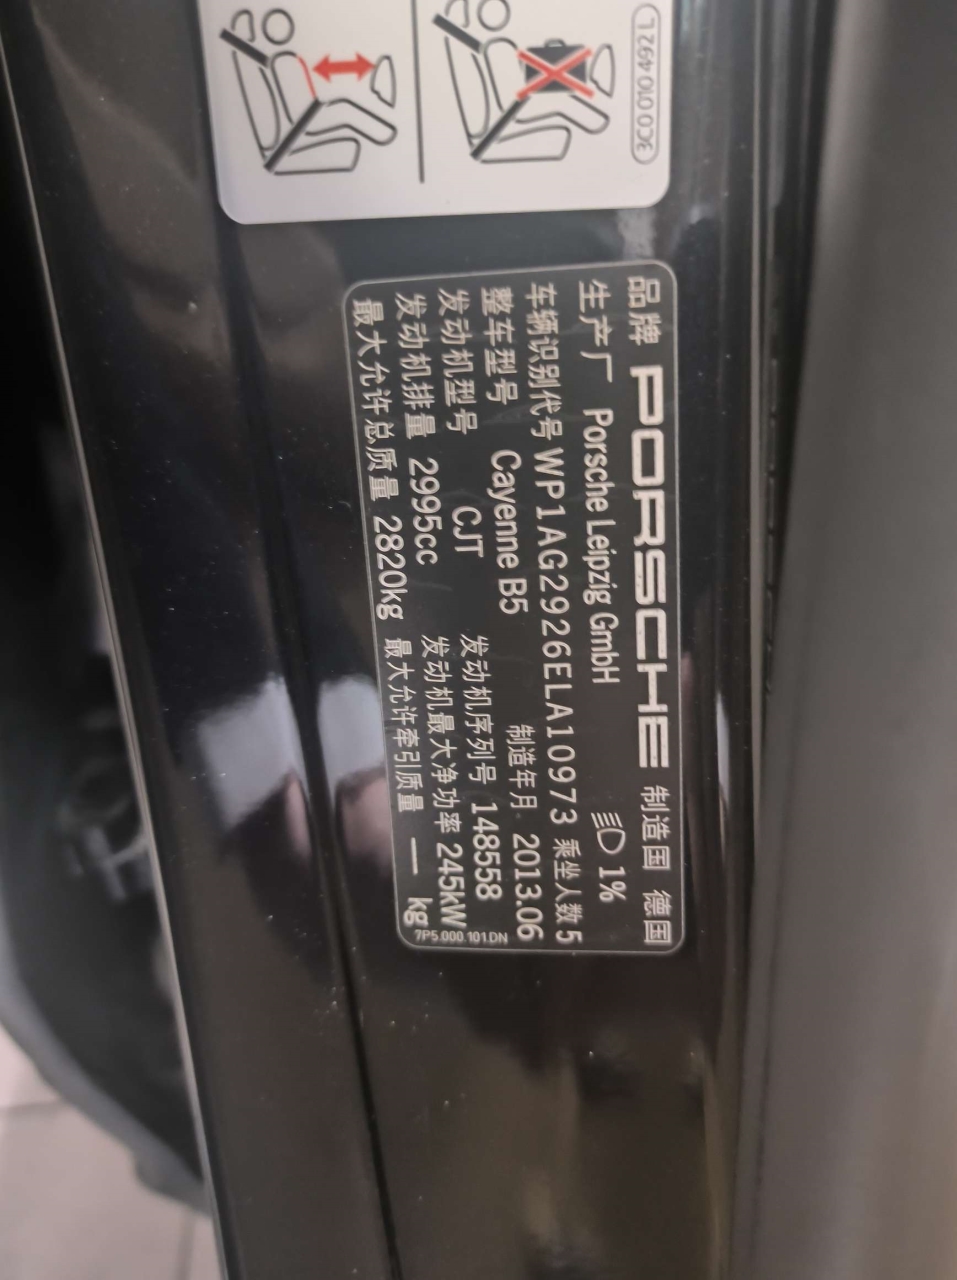 3C0 010 492 L
品牌 PORSCHE 制造国 德国
生产厂 Porsche Leipzig GmbH 1%
车辆识别代号 WP1AG2926ELA10973 乘坐人数 5
整车型号 Cayenne B5 制造年月 2013.06
发动机型号 CJT 发动机序列号 148558
发动机排量 2995cc 发动机最大净功率 245kW
最大允许总质量 2820kg 最大允许牵引质量 — kg
7P5.000.101.DN